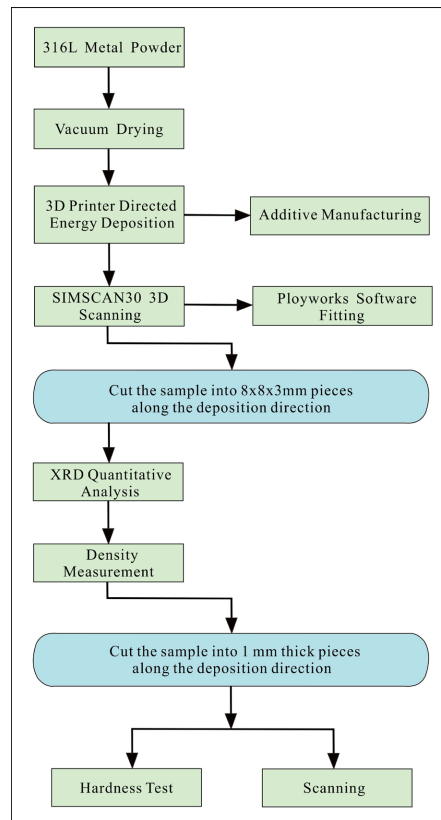 316L Metal Powder
Vacuum Drying
3D Printer Directed
Energy Deposition
Additive Manufacturing
SIMSCAN30 3D
Scanning
Ployworks Software
Fitting
Cut the sample into 8x8x3mm pieces
along the deposition direction
XRD Quantitative
Analysis
Density
Measurement
Cut the sample into 1 mm thick pieces
along the deposition direction
Hardness Test
Scanning